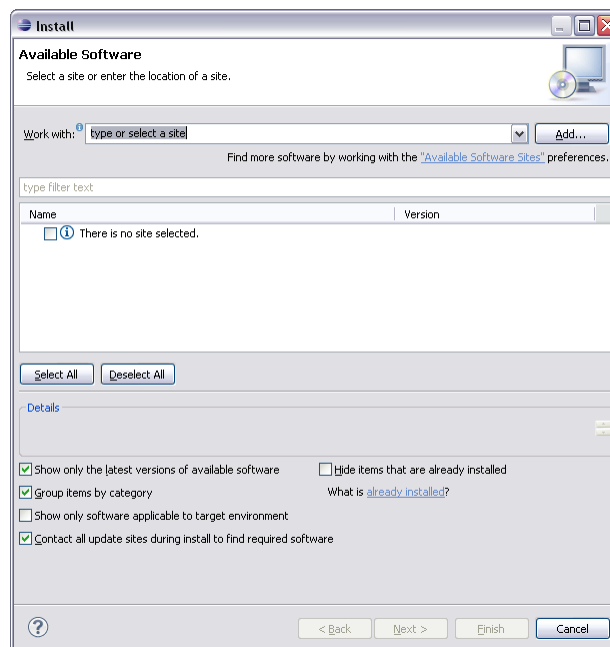 Install
Available Software
Select a site or enter the location of a site.
Work with: type or select a site Add...
Find more software by working with the "Available Software Sites" preferences.
type filter text
Name Version
There is no site selected.
Select All Deselect All
Details
Show only the latest versions of available software Hide items that are already installed
Group items by category What is already installed?
Show only software applicable to target environment
Contact all update sites during install to find required software
? < Back Next > Finish Cancel